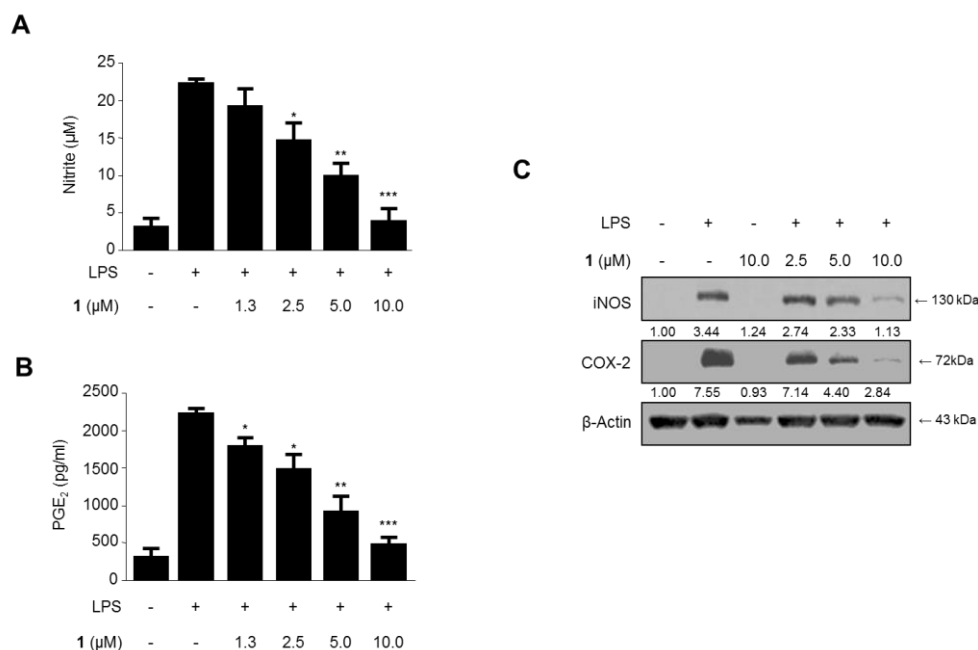 A
Nitrite (µM)
25
20
15
10
5
0
*
**
***
LPS - + + + + +
1 (µM) - - 1.3 2.5 5.0 10.0
B
PGE2 (pg/ml)
2500
2000
1500
1000
500
0
*
*
**
***
LPS - + + + + +
1 (µM) - - 1.3 2.5 5.0 10.0
C
LPS - + - + + +
1 (µM) - - 10.0 2.5 5.0 10.0
iNOS ← 130 kDa
1.00 3.44 1.24 2.74 2.33 1.13
COX-2 ← 72kDa
1.00 7.55 0.93 7.14 4.40 2.84
β-Actin ← 43 kDa